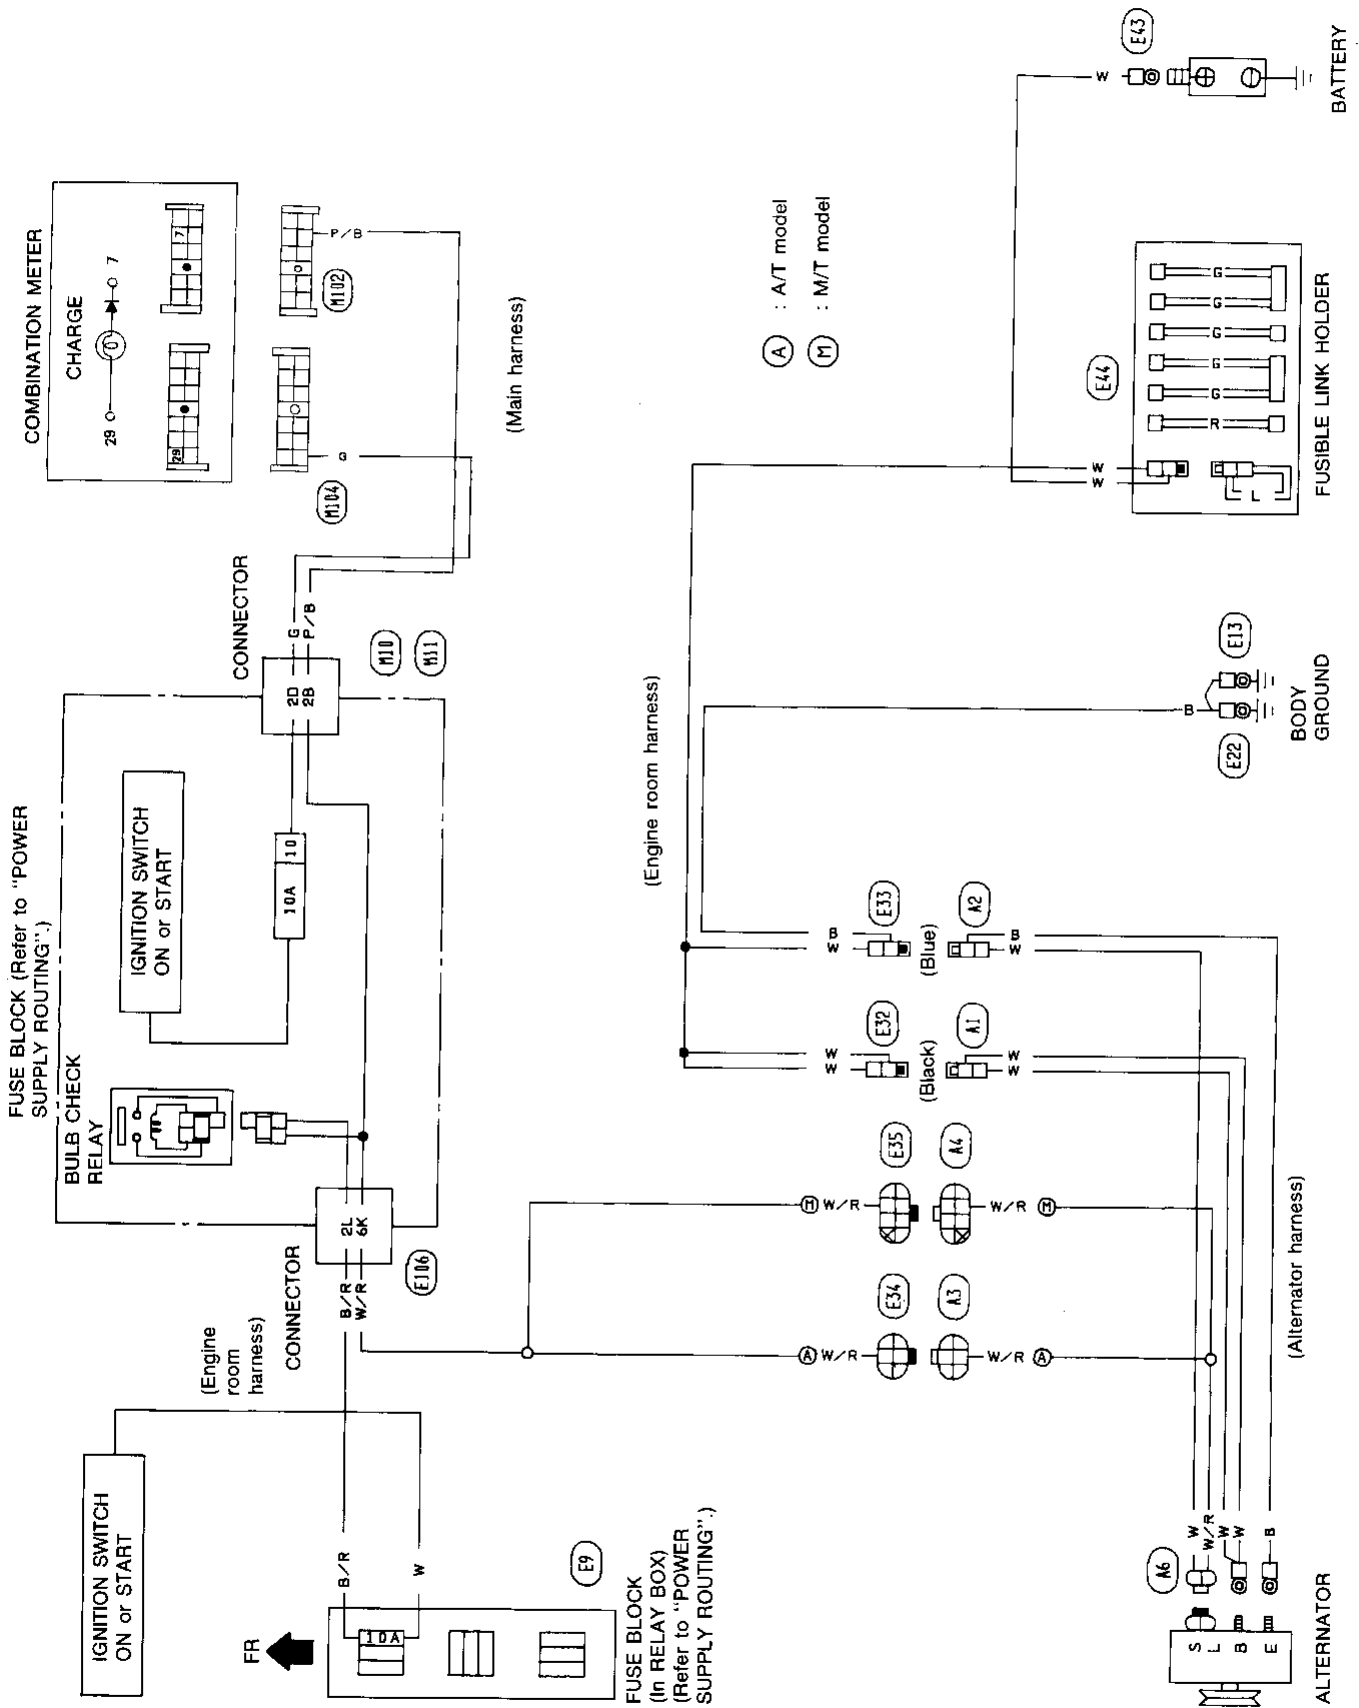 COMBINATION METER
CHARGE
29
7
29
7
M104
M102
G
P/B
(Main harness)
FUSE BLOCK (Refer to "POWER
SUPPLY ROUTING".)
BULB CHECK
RELAY
IGNITION SWITCH
ON or START
10A
10
CONNECTOR
2D
2B
G
P/B
M10
M11
CONNECTOR
2L
6K
B/R
W/R
E106
(Engine
room
harness)
IGNITION SWITCH
ON or START
FR
B/R
10A
W
E9
FUSE BLOCK
(In RELAY BOX)
(Refer to "POWER
SUPPLY ROUTING".)
A
: A/T model
M
: M/T model
W
E43
BATTERY
E44
W
W
L
R
G
G
G
G
G
FUSIBLE LINK HOLDER
(Engine room harness)
B
E22
E13
BODY
GROUND
A
W/R
E34
A3
W/R
A
M
W/R
E35
A4
W/R
M
W
W
E32
(Black)
A1
W
W
B
W
E33
(Blue)
A2
B
W
(Alternator harness)
A6
W
W/R
W
W
B
S
L
B
E
ALTERNATOR